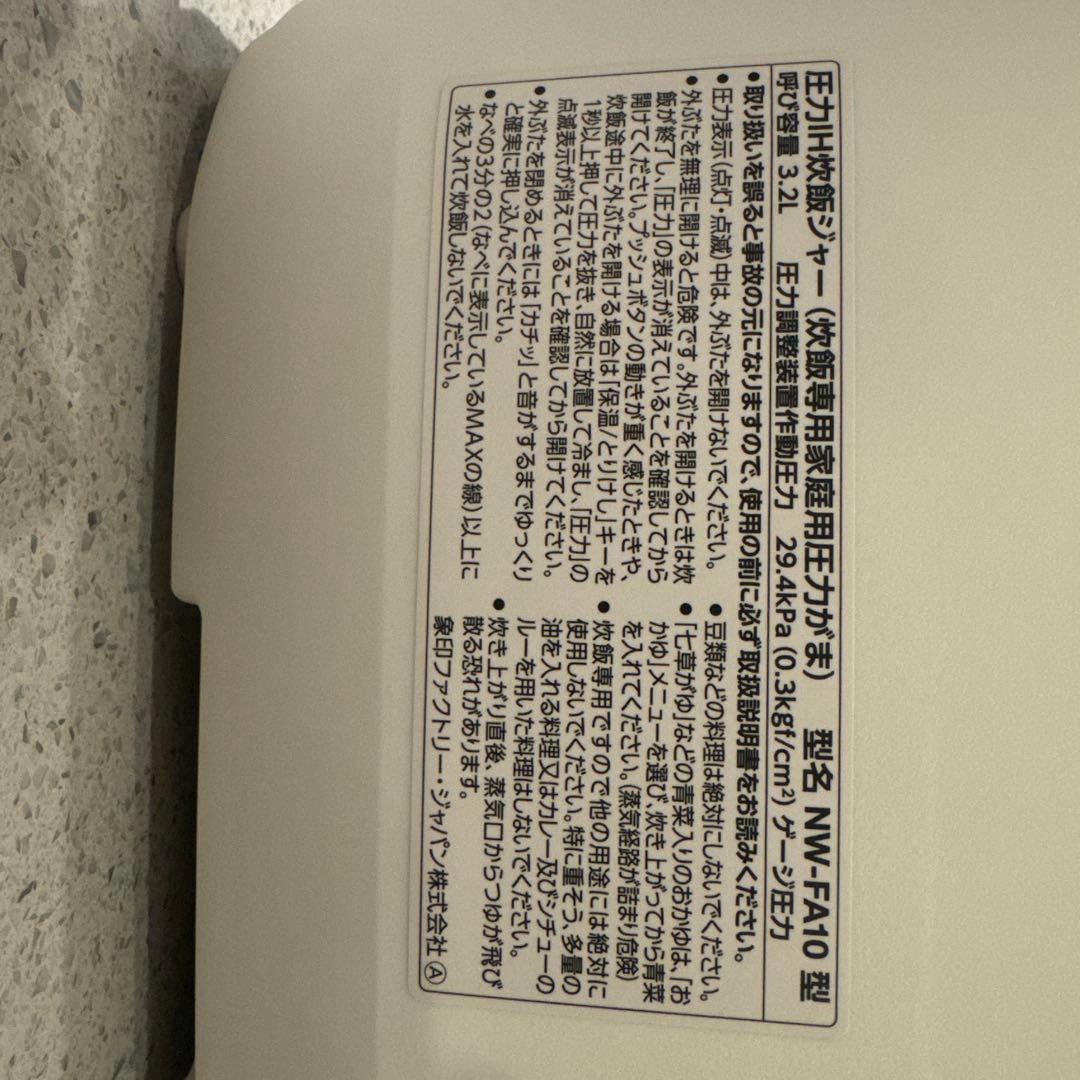 圧力IH炊飯ジャー（炊飯専用家庭用圧力がま） 型名 NW-FA10 型
呼び容量 3.2L 圧力調整装置作動圧力 29.4kPa (0.3kgf/cm²) ゲージ圧力
●取り扱いを誤ると事故の元になりますので、使用の前に必ず取扱説明書をお読みください。
●圧力表示（点灯・点滅）中は、外ぶたを開けないでください。
●外ぶたを無理に開けると危険です。外ぶたを開けるときは炊
飯が終了し、「圧力」の表示が消えていることを確認してから
開けてください。プッシュボタンの動きが重く感じたときや、
炊飯途中に外ぶたを開ける場合は「保温/とりけし」キーを
1秒以上押して圧力を抜き、自然に放置して冷まし、「圧力」の
点滅表示が消えていることを確認してから開けてください。
●外ぶたを閉めるときには「カチッ」と音がするまでゆっくり
と確実に押し込んでください。
●なべの3分の2（なべに表示しているMAXの線）以上に
水を入れて炊飯しないでください。
●豆類などの料理は絶対にしないでください。
●「七草がゆ」などの青菜入りのおかゆは、「お
かゆ」メニューを選び、炊き上がってから青菜
を入れてください。（蒸気経路が詰まり危険）
●炊飯専用ですので他の用途には絶対に
使用しないでください。特に重そう、多量の
油を入れる料理又はカレー及びシチューの
ルーを用いた料理はしないでください。
●炊き上がり直後、蒸気口からつゆが飛び
散る恐れがあります。
象印ファクトリー・ジャパン株式会社 Ⓐ